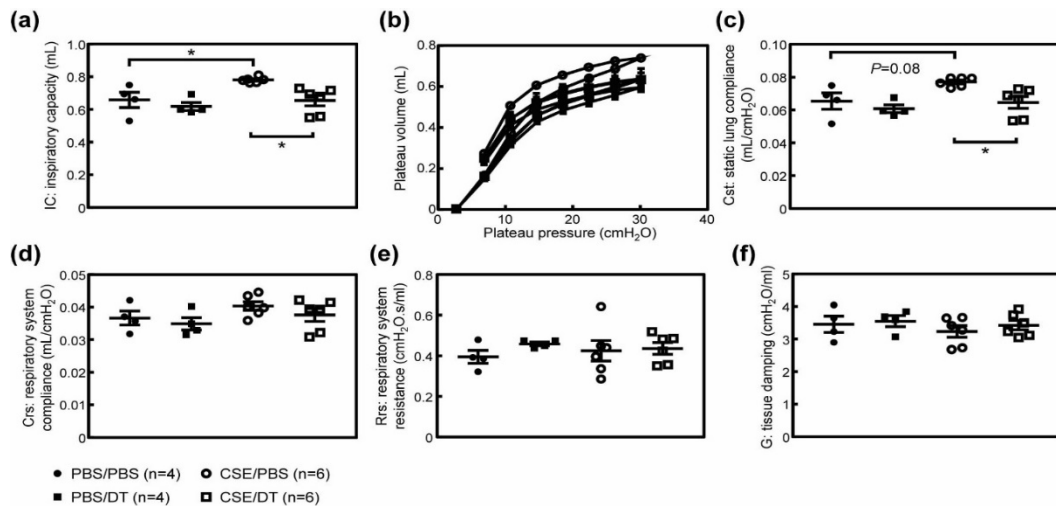 (a)
IC: inspiratory capacity (mL)
1.0
0.8
0.6
0.4
0.2
0
*
*
(b)
Plateau volume (mL)
0.8
0.6
0.4
0.2
0
0
10
20
30
40
Plateau pressure (cmH₂O)
(c)
Cst: static lung compliance
(mL/cmH₂O)
0.10
0.08
0.06
0.04
0.02
0
P=0.08
*
(d)
Crs: respiratory system
compliance (mL/cmH₂O)
0.05
0.04
0.03
0.02
0.01
0
(e)
Rrs: respiratory system
resistance (cmH₂O.s/ml)
0.8
0.6
0.4
0.2
0
(f)
G: tissue damping (cmH₂O/ml)
5
4
3
2
1
0
PBS/PBS (n=4)
CSE/PBS (n=6)
PBS/DT (n=4)
CSE/DT (n=6)